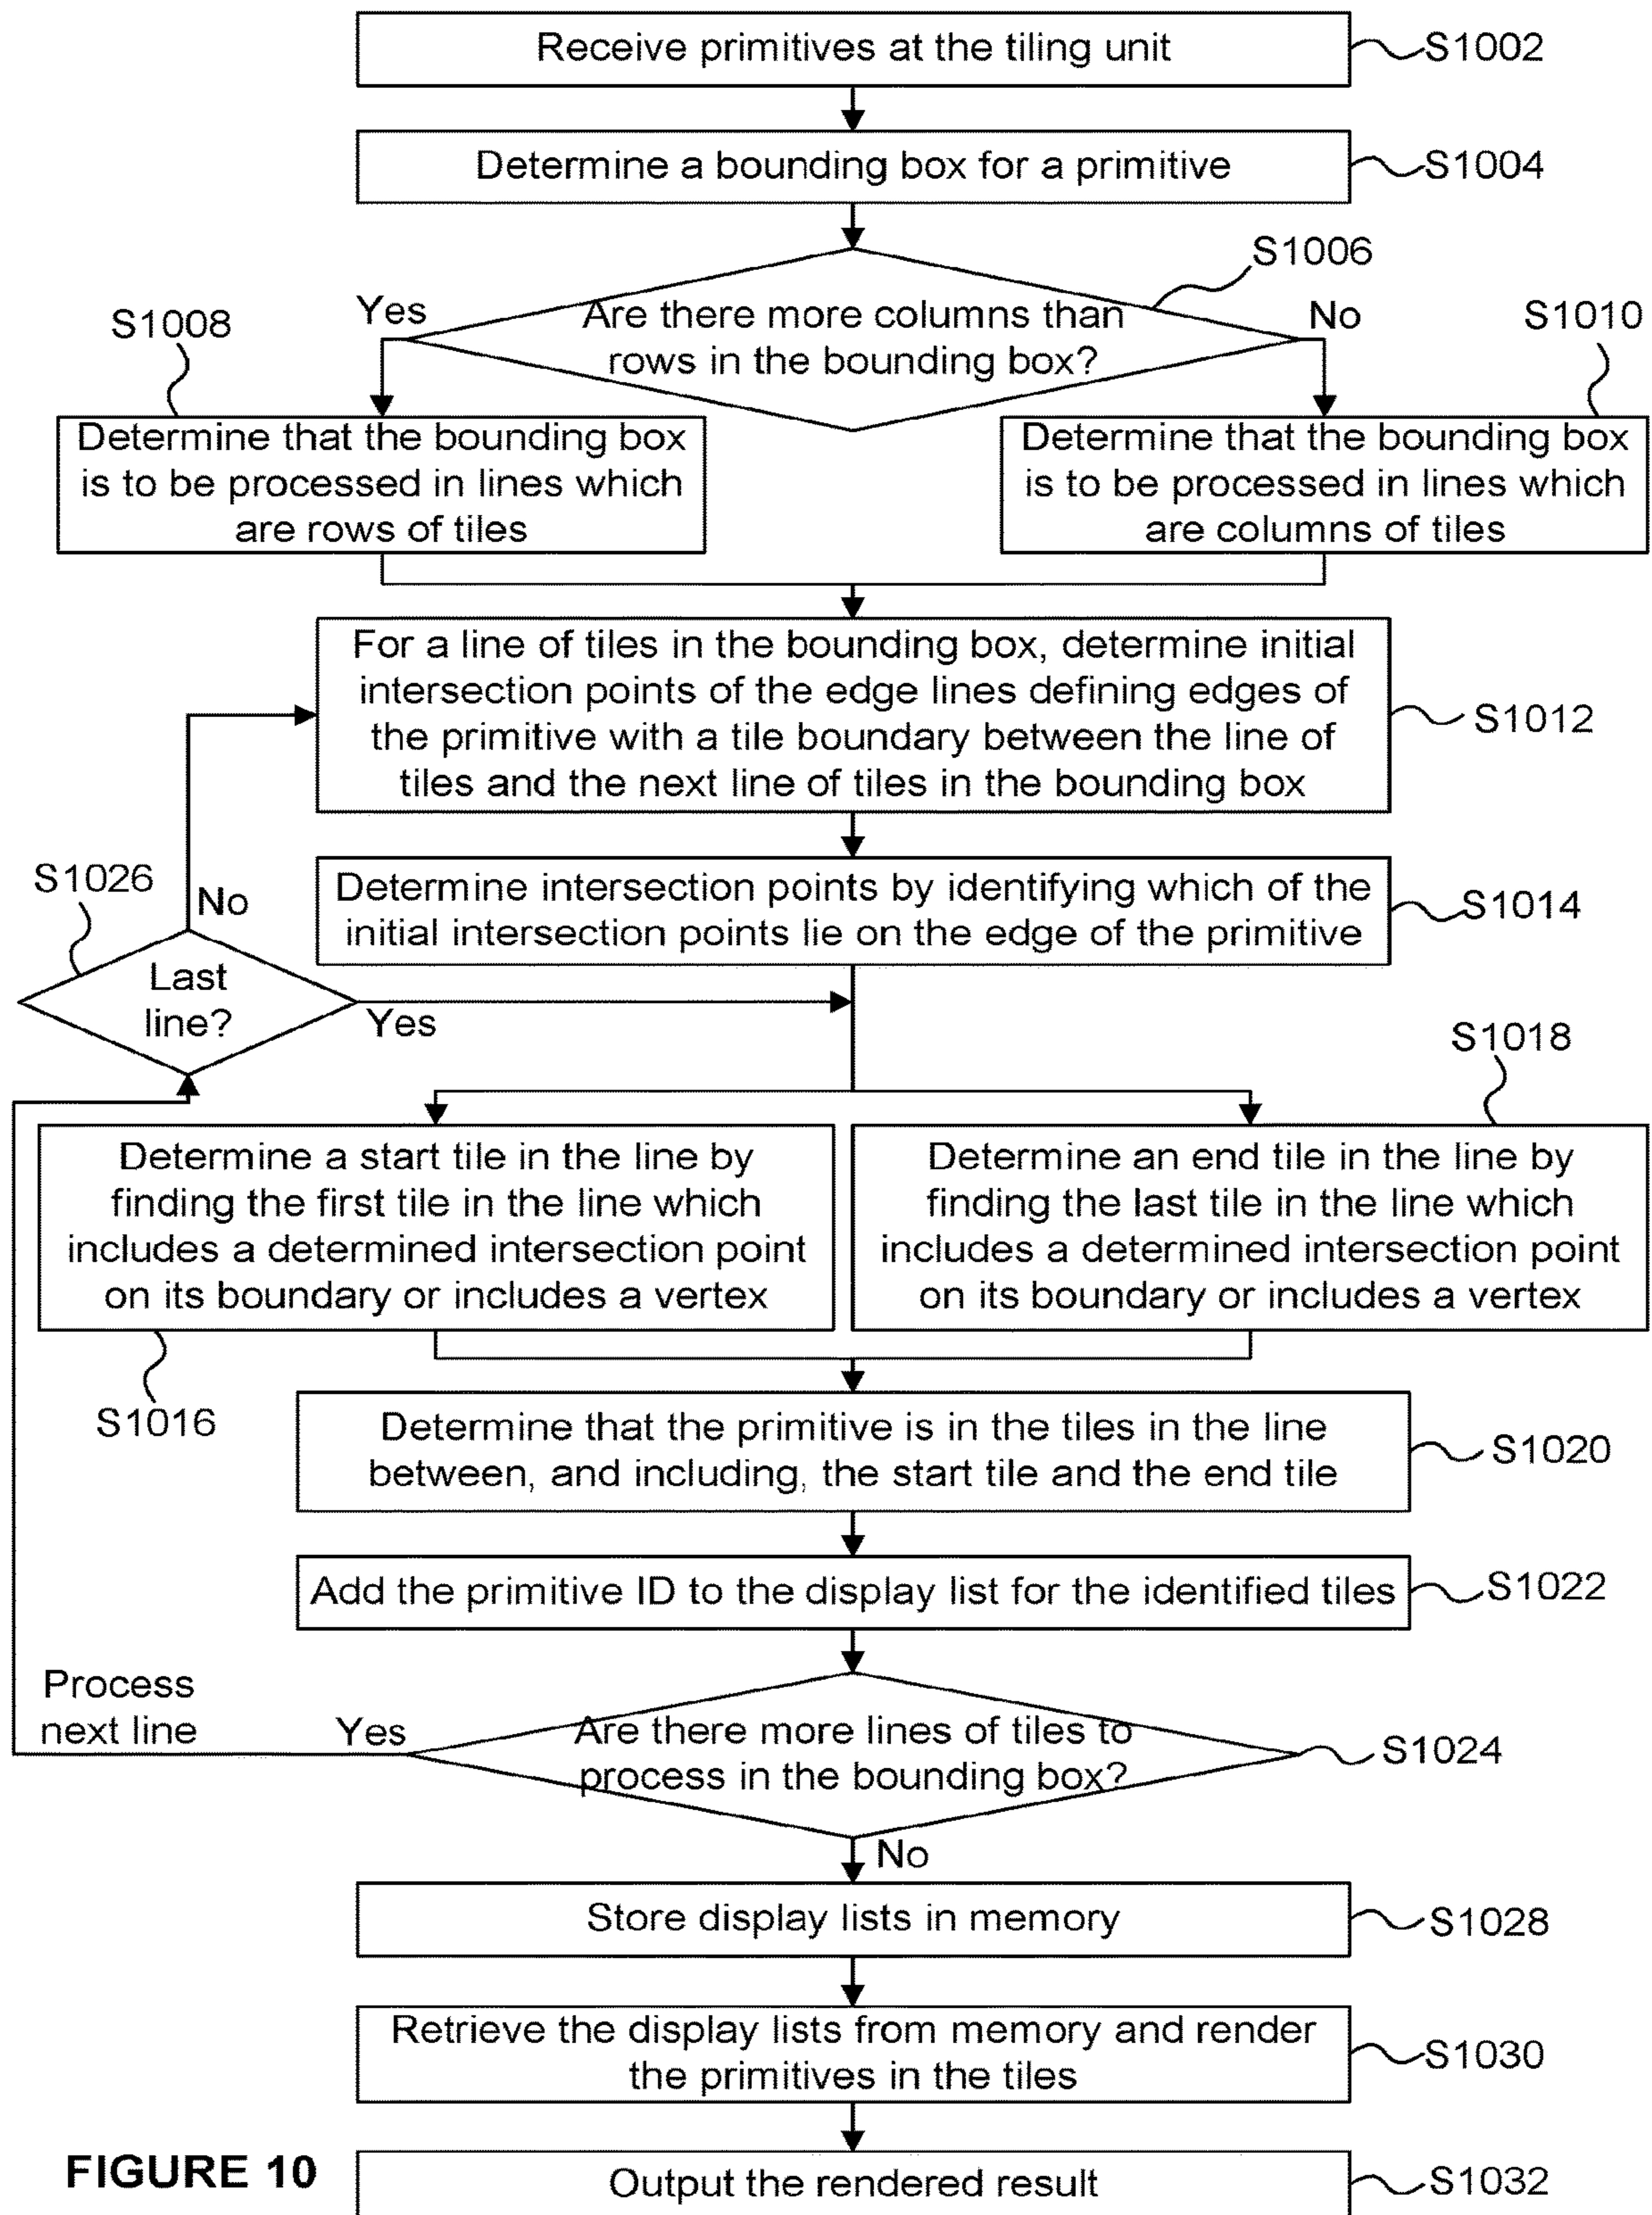 Receive primitives at the tiling unit
S1002
Determine a bounding box for a primitive
S1004
S1006
Are there more columns than
rows in the bounding box?
Yes
No
S1008
S1010
Determine that the bounding box
is to be processed in lines which
are rows of tiles
Determine that the bounding box
is to be processed in lines which
are columns of tiles
For a line of tiles in the bounding box, determine initial
intersection points of the edge lines defining edges of
the primitive with a tile boundary between the line of
tiles and the next line of tiles in the bounding box
S1012
Determine intersection points by identifying which of the
initial intersection points lie on the edge of the primitive
S1014
S1026
No
Last
line?
Yes
S1018
Determine a start tile in the line by
finding the first tile in the line which
includes a determined intersection point
on its boundary or includes a vertex
Determine an end tile in the line by
finding the last tile in the line which
includes a determined intersection point
on its boundary or includes a vertex
S1016
Determine that the primitive is in the tiles in the line
between, and including, the start tile and the end tile
S1020
Add the primitive ID to the display list for the identified tiles
S1022
Process
next line
Yes
Are there more lines of tiles to
process in the bounding box?
S1024
No
Store display lists in memory
S1028
Retrieve the display lists from memory and render
the primitives in the tiles
S1030
FIGURE 10
Output the rendered result
S1032